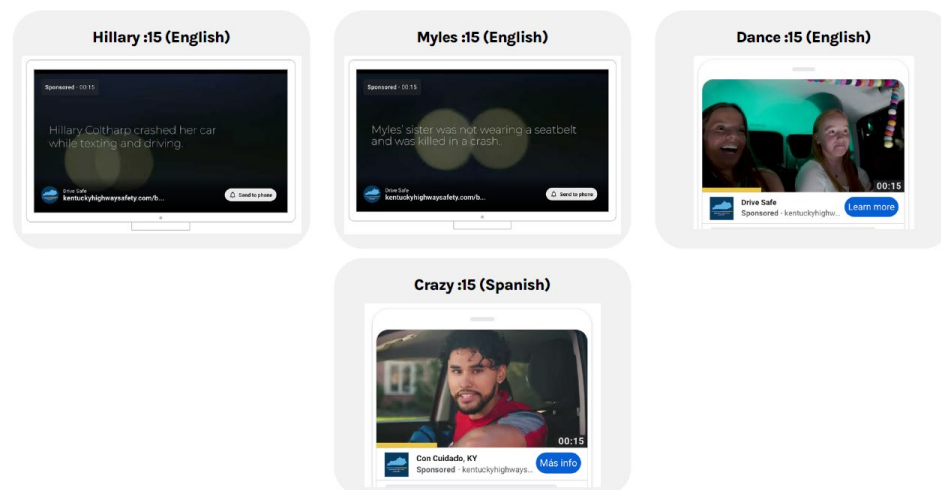 Hillary :15 (English)
Sponsored · 00:15
Hillary Coltharp crashed her car
while texting and driving.
Drive Safe
kentuckyhighwaysafety.com/b...
Send to phone
Myles :15 (English)
Sponsored · 00:15
Myles' sister was not wearing a seatbelt
and was killed in a crash.
Drive Safe
kentuckyhighwaysafety.com/b...
Send to phone
Dance :15 (English)
00:15
Drive Safe
Sponsored · kentuckyhighw...
Learn more
Crazy :15 (Spanish)
00:15
Con Cuidado, KY
Sponsored · kentuckyhighways...
Más info